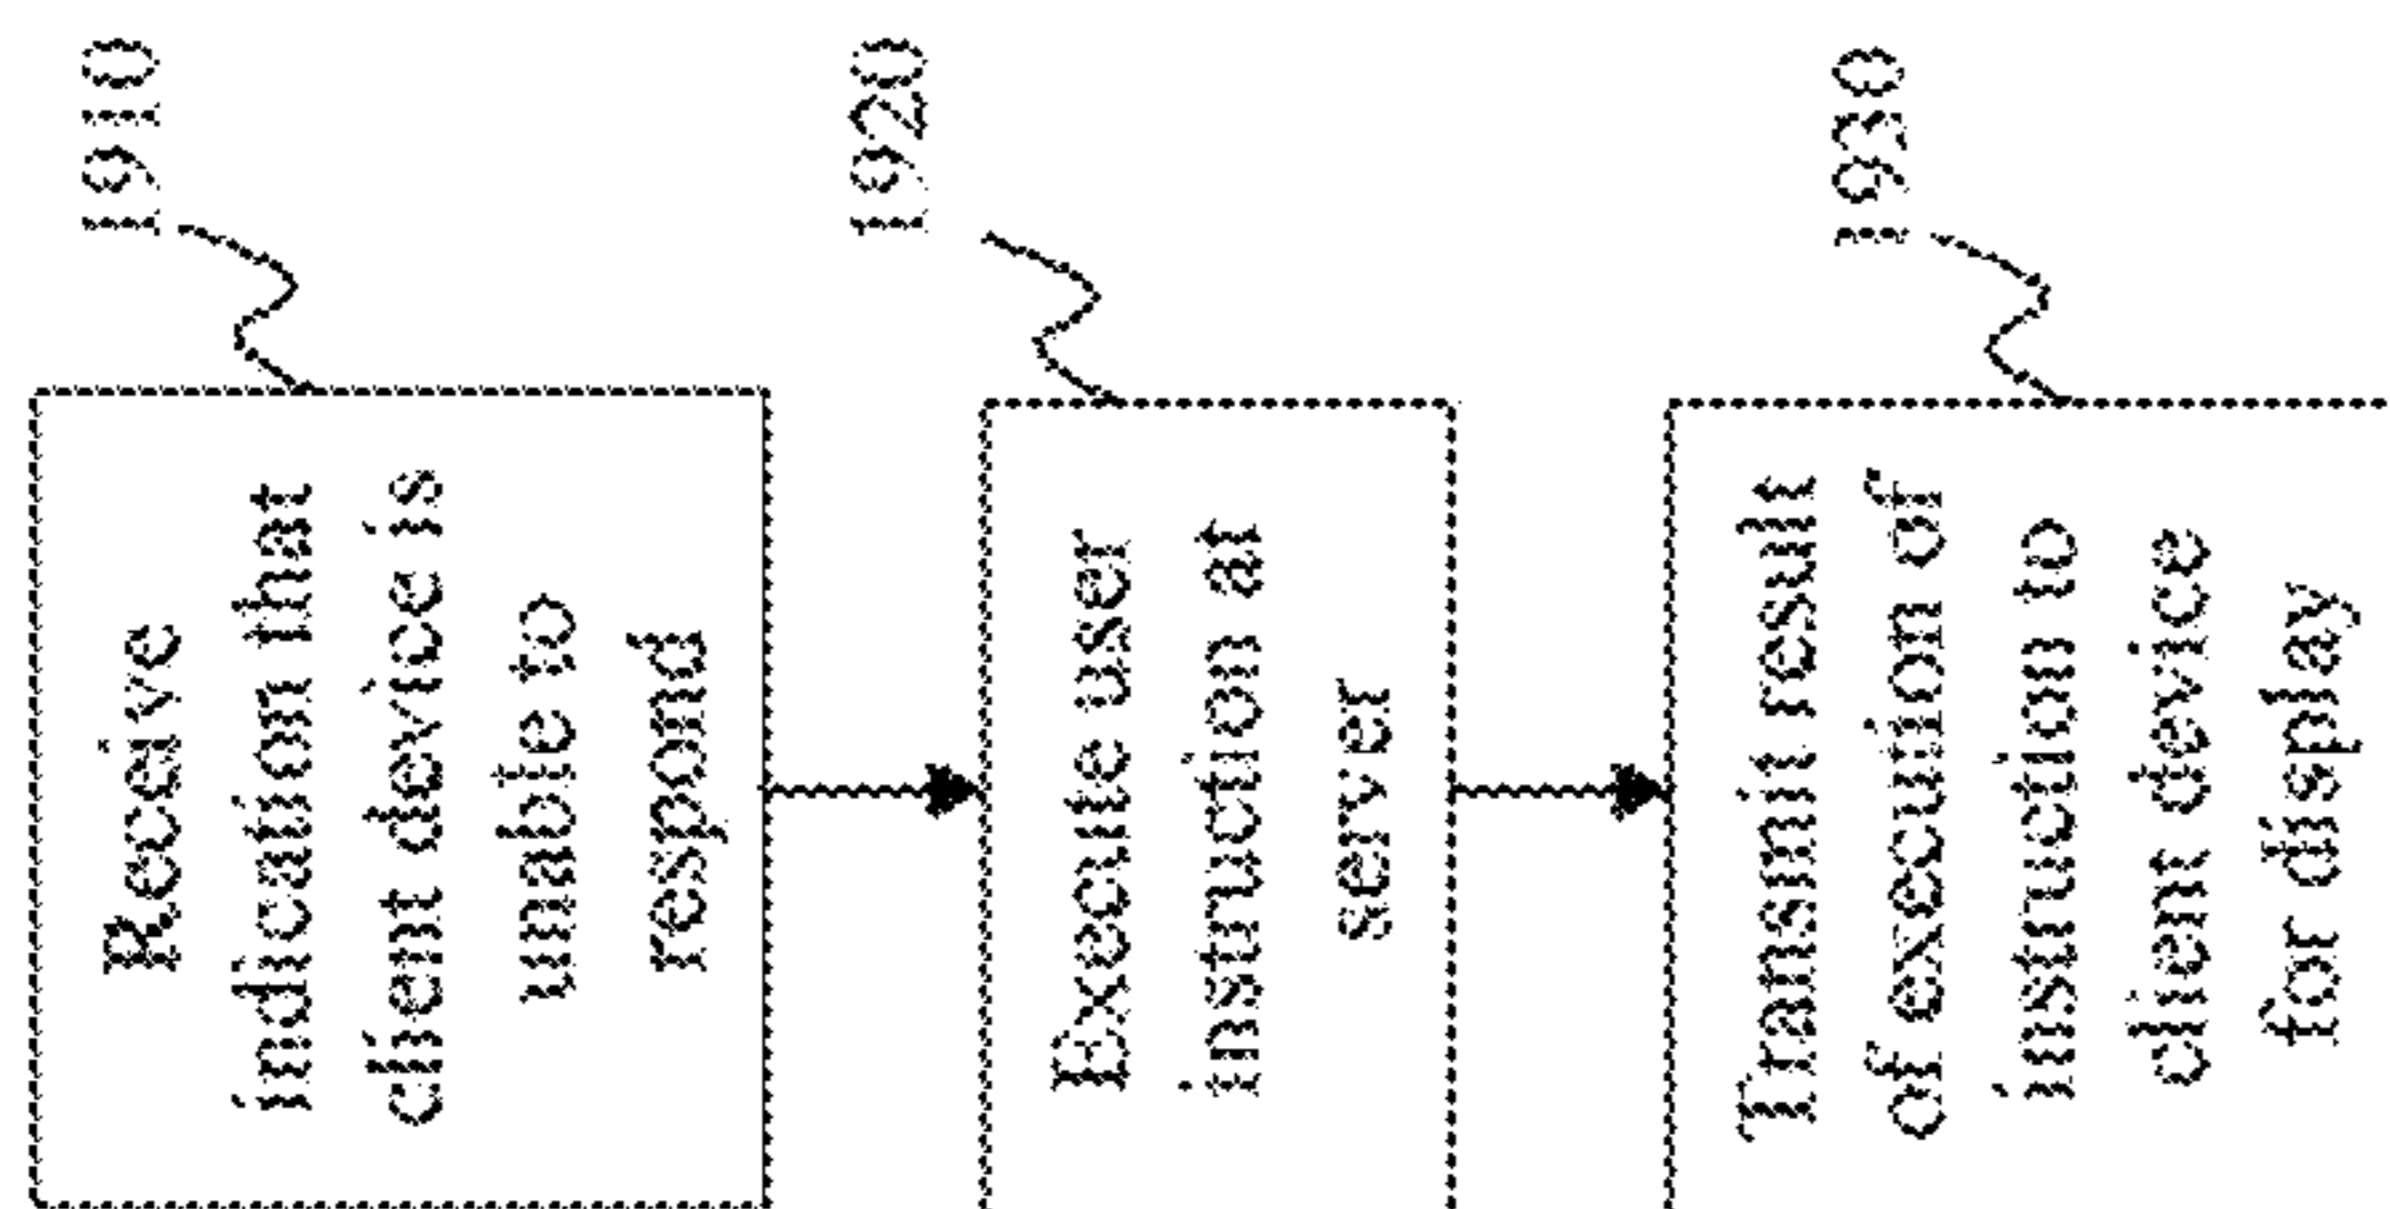 1910
Receive
indication that
client device is
unable to
respond
1920
Execute user
instruction at
server
1930
Transmit result
of execution of
instruction to
client device
for display